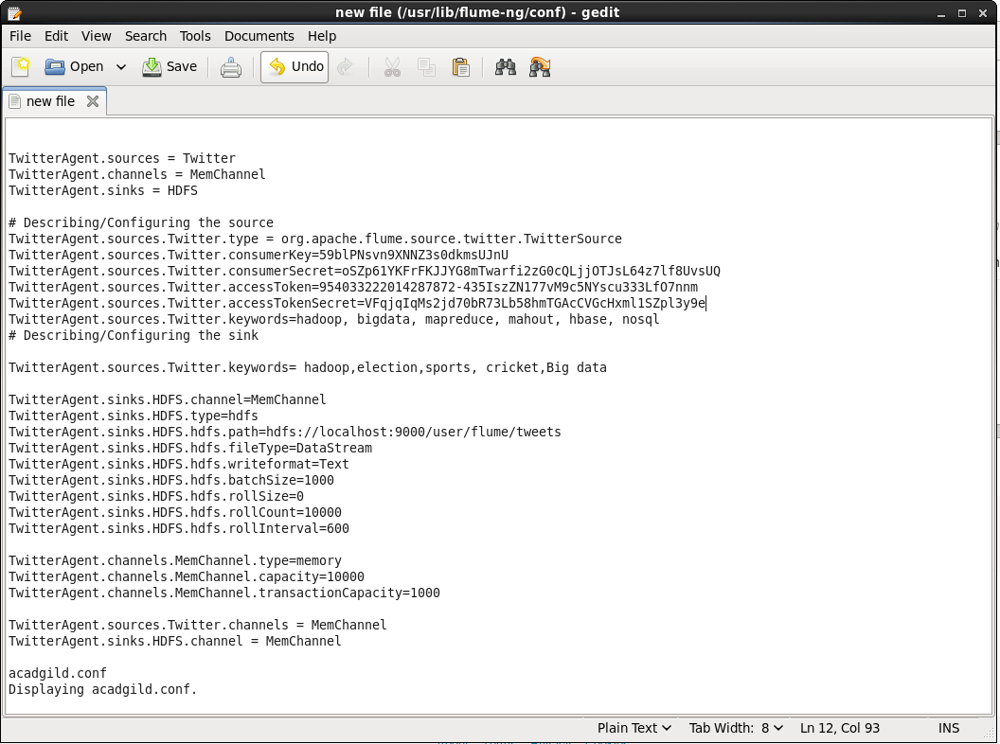 new file (/usr/lib/flume-ng/conf) - gedit
File Edit View Search Tools Documents Help
Open Save Undo
new file
TwitterAgent.sources = Twitter
TwitterAgent.channels = MemChannel
TwitterAgent.sinks = HDFS
# Describing/Configuring the source
TwitterAgent.sources.Twitter.type = org.apache.flume.source.twitter.TwitterSource
TwitterAgent.sources.Twitter.consumerKey=59blPNsvn9XNNZ3s0dkmsUJnU
TwitterAgent.sources.Twitter.consumerSecret=oSZp61YKFrFKJJYG8mTwarfi2zG0cQLjjOTJsL64z7lf8UvsUQ
TwitterAgent.sources.Twitter.accessToken=954033222014287872-435IszZN177vM9c5NYscu333LfO7nnm
TwitterAgent.sources.Twitter.accessTokenSecret=VFqjqIqMs2jd70bR73Lb58hmTGAcCVGcHxml1SZpl3y9e
TwitterAgent.sources.Twitter.keywords=hadoop, bigdata, mapreduce, mahout, hbase, nosql
# Describing/Configuring the sink
TwitterAgent.sources.Twitter.keywords= hadoop,election,sports, cricket,Big data
TwitterAgent.sinks.HDFS.channel=MemChannel
TwitterAgent.sinks.HDFS.type=hdfs
TwitterAgent.sinks.HDFS.hdfs.path=hdfs://localhost:9000/user/flume/tweets
TwitterAgent.sinks.HDFS.hdfs.fileType=DataStream
TwitterAgent.sinks.HDFS.hdfs.writeformat=Text
TwitterAgent.sinks.HDFS.hdfs.batchSize=1000
TwitterAgent.sinks.HDFS.hdfs.rollSize=0
TwitterAgent.sinks.HDFS.hdfs.rollCount=10000
TwitterAgent.sinks.HDFS.hdfs.rollInterval=600
TwitterAgent.channels.MemChannel.type=memory
TwitterAgent.channels.MemChannel.capacity=10000
TwitterAgent.channels.MemChannel.transactionCapacity=1000
TwitterAgent.sources.Twitter.channels = MemChannel
TwitterAgent.sinks.HDFS.channel = MemChannel
acadgild.conf
Displaying acadgild.conf.
Plain Text Tab Width: 8 Ln 12, Col 93 INS